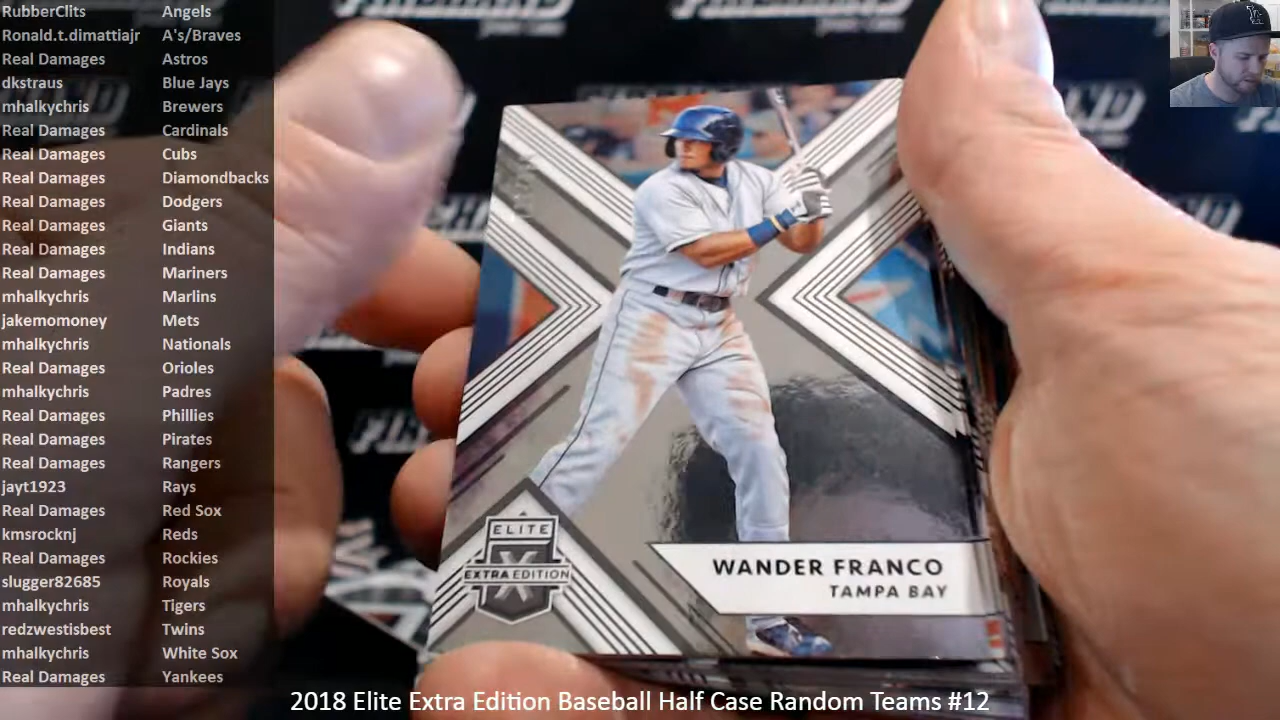 RubberClits Angels
Ronald.t.dimattiajr A's/Braves
Real Damages Astros
dkstraus Blue Jays
mhalkychris Brewers
Real Damages Cardinals
Real Damages Cubs
Real Damages Diamondbacks
Real Damages Dodgers
Real Damages Giants
Real Damages Indians
Real Damages Mariners
mhalkychris Marlins
jakemomoney Mets
mhalkychris Nationals
Real Damages Orioles
mhalkychris Padres
Real Damages Phillies
Real Damages Pirates
Real Damages Rangers
jayt1923 Rays
Real Damages Red Sox
kmsrocknj Reds
Real Damages Rockies
slugger82685 Royals
mhalkychris Tigers
redzwestisbest Twins
mhalkychris White Sox
Real Damages Yankees
ELITE
X
EXTRA EDITION
WANDER FRANCO
TAMPA BAY
2018 Elite Extra Edition Baseball Half Case Random Teams #12